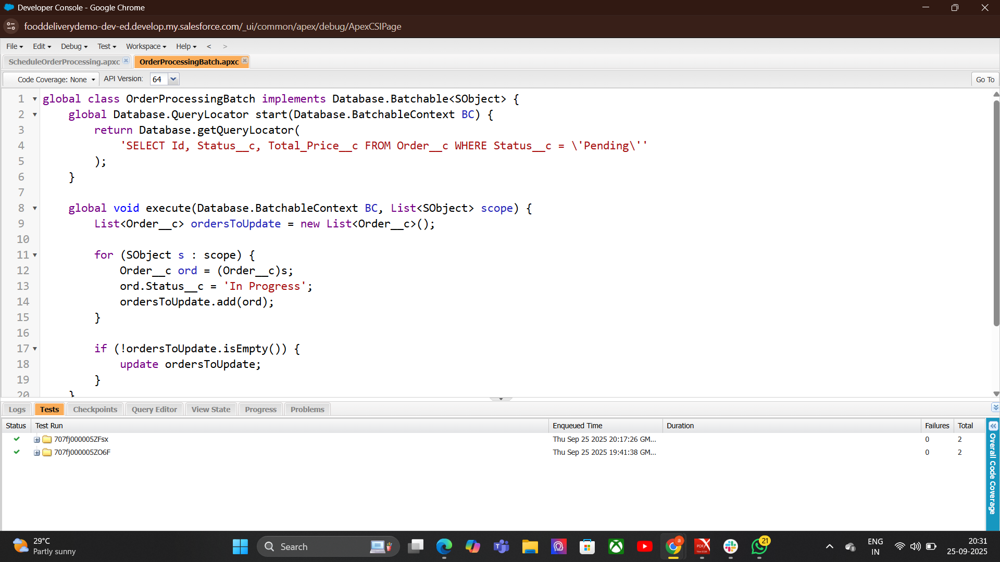 Developer Console - Google Chrome
fooddeliverydemo-dev-ed.develop.my.salesforce.com/_ui/common/apex/debug/ApexCSIPage
File Edit Debug Test Workspace Help < >
ScheduleOrderProcessing.apxc OrderProcessingBatch.apxc
Code Coverage: None API Version: 64 Go To
1 global class OrderProcessingBatch implements Database.Batchable<SObject> {
2 global Database.QueryLocator start(Database.BatchableContext BC) {
3 return Database.getQueryLocator(
4 'SELECT Id, Status__c, Total_Price__c FROM Order__c WHERE Status__c = \'Pending\''
5 );
6 }
7
8 global void execute(Database.BatchableContext BC, List<SObject> scope) {
9 List<Order__c> ordersToUpdate = new List<Order__c>();
10
11 for (SObject s : scope) {
12 Order__c ord = (Order__c)s;
13 ord.Status__c = 'In Progress';
14 ordersToUpdate.add(ord);
15 }
16
17 if (!ordersToUpdate.isEmpty()) {
18 update ordersToUpdate;
19 }
20 }
Logs Tests Checkpoints Query Editor View State Progress Problems
Status Test Run Enqueued Time Duration Failures Total
707fj000005ZFsx Thu Sep 25 2025 20:17:26 GM... 0 2
707fj000005ZO6F Thu Sep 25 2025 19:41:38 GM... 0 2
Overall Code Coverage
29°C
Partly sunny
Search
PDF
21
ENG
IN
20:31
25-09-2025